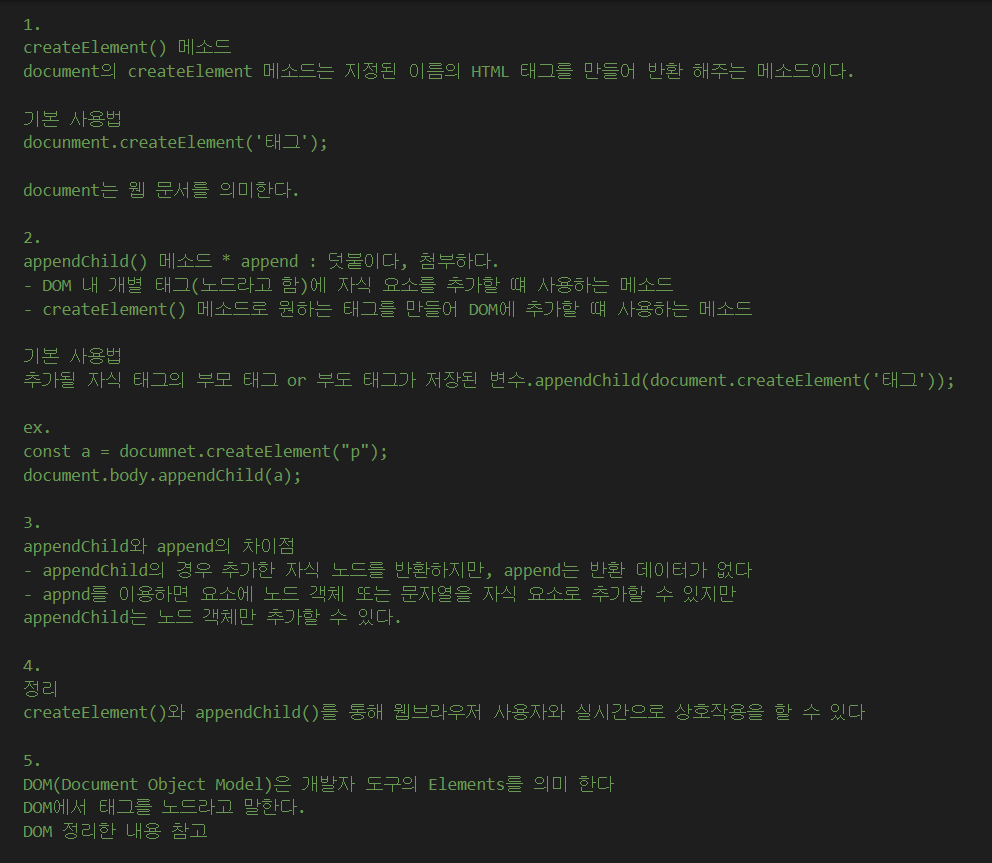 1.
createElement() 메소드
document의 createElement 메소드는 지정된 이름의 HTML 태그를 만들어 반환 해주는 메소드이다.
기본 사용법
docunment.createElement('태그');
document는 웹 문서를 의미한다.
2.
appendChild() 메소드 * append : 덧붙이다, 첨부하다.
- DOM 내 개별 태그(노드라고 함)에 자식 요소를 추가할 떄 사용하는 메소드
- createElement() 메소드로 원하는 태그를 만들어 DOM에 추가할 떄 사용하는 메소드
기본 사용법
추가될 자식 태그의 부모 태그 or 부도 태그가 저장된 변수.appendChild(document.createElement('태그'));
ex.
const a = documnet.createElement("p");
document.body.appendChild(a);
3.
appendChild와 append의 차이점
- appendChild의 경우 추가한 자식 노드를 반환하지만, append는 반환 데이터가 없다
- appnd를 이용하면 요소에 노드 객체 또는 문자열을 자식 요소로 추가할 수 있지만
appendChild는 노드 객체만 추가할 수 있다.
4.
정리
createElement()와 appendChild()를 통해 웹브라우저 사용자와 실시간으로 상호작용을 할 수 있다
5.
DOM(Document Object Model)은 개발자 도구의 Elements를 의미 한다
DOM에서 태그를 노드라고 말한다.
DOM 정리한 내용 참고